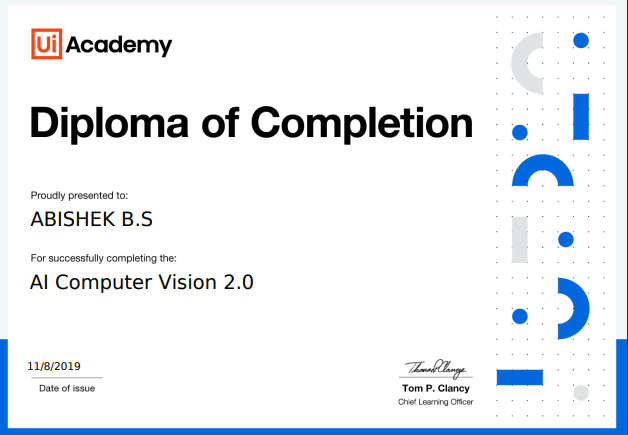 Ui Academy
Diploma of Completion
Proudly presented to:
ABISHEK B.S
For successfully completing the:
AI Computer Vision 2.0
11/8/2019
Date of issue
Thomas Clancy
Tom P. Clancy
Chief Learning Officer